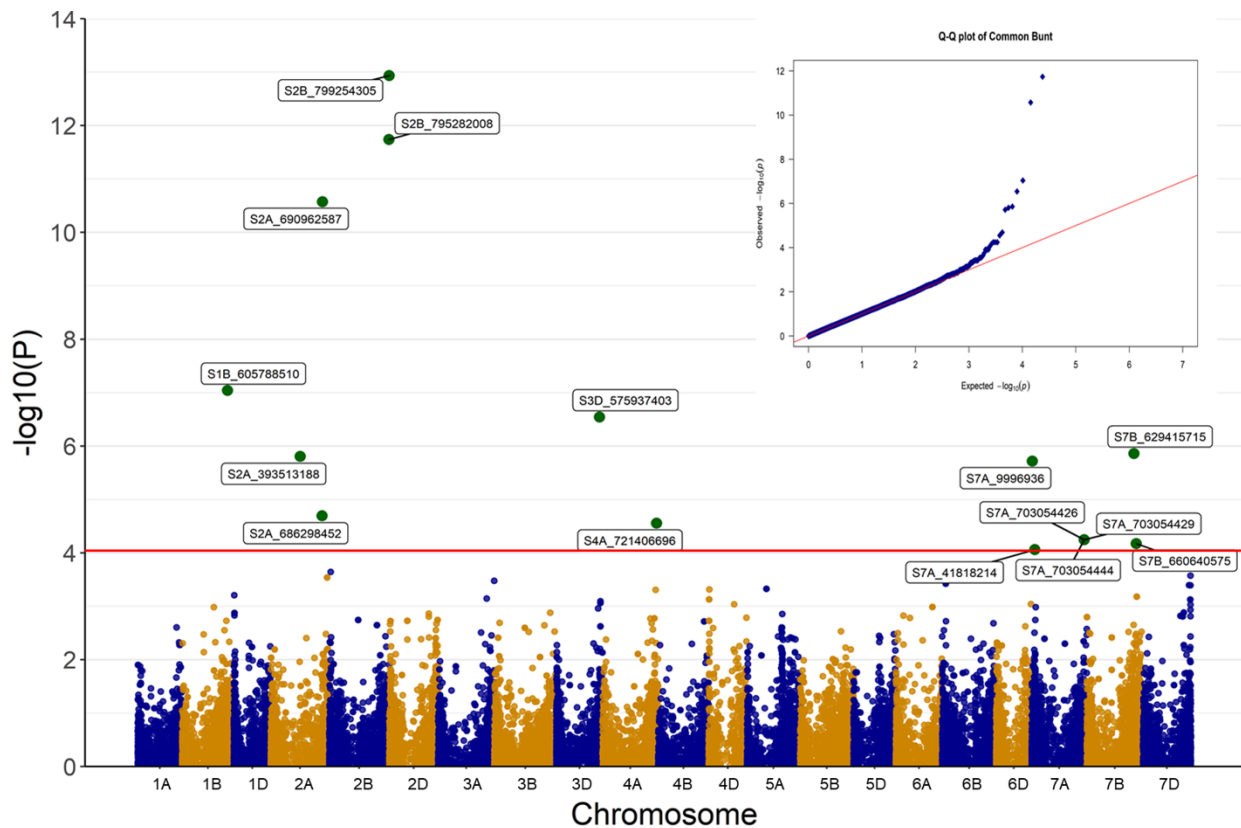 14
12
10
8
6
4
2
0
-log10(P)
S2B_799254305
S2B_795282008
S2A_690962587
S1B_605788510
S3D_575937403
S2A_393513188
S7B_629415715
S7A_9996936
S2A_686298452
S4A_721406696
S7A_703054426
S7A_703054429
S7A_41818214
S7A_703054444
S7B_660640575
1A 1B 1D 2A 2B 2D 3A 3B 3D 4A 4B 4D 5A 5B 5D 6A 6B 6D 7A 7B 7D
Chromosome
Q-Q plot of Common Bunt
12
10
8
6
4
2
0
Observed −log10(p)
0 1 2 3 4 5 6 7
Expected −log10(p)